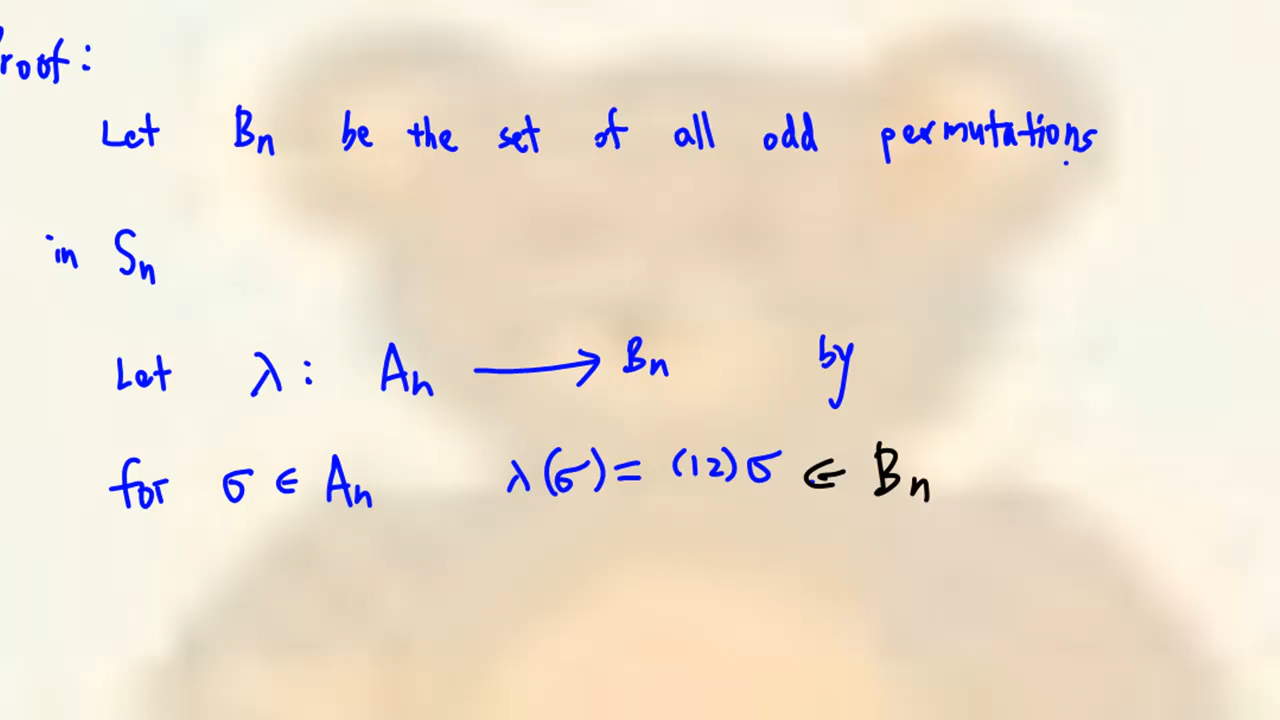 roof:
Let Bn be the set of all odd permutations
in Sn
Let λ: An ⟶ Bn by
for σ ∈ An λ(σ) = (12)σ ∈ Bn